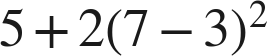 5 + 2(7 − 3)²